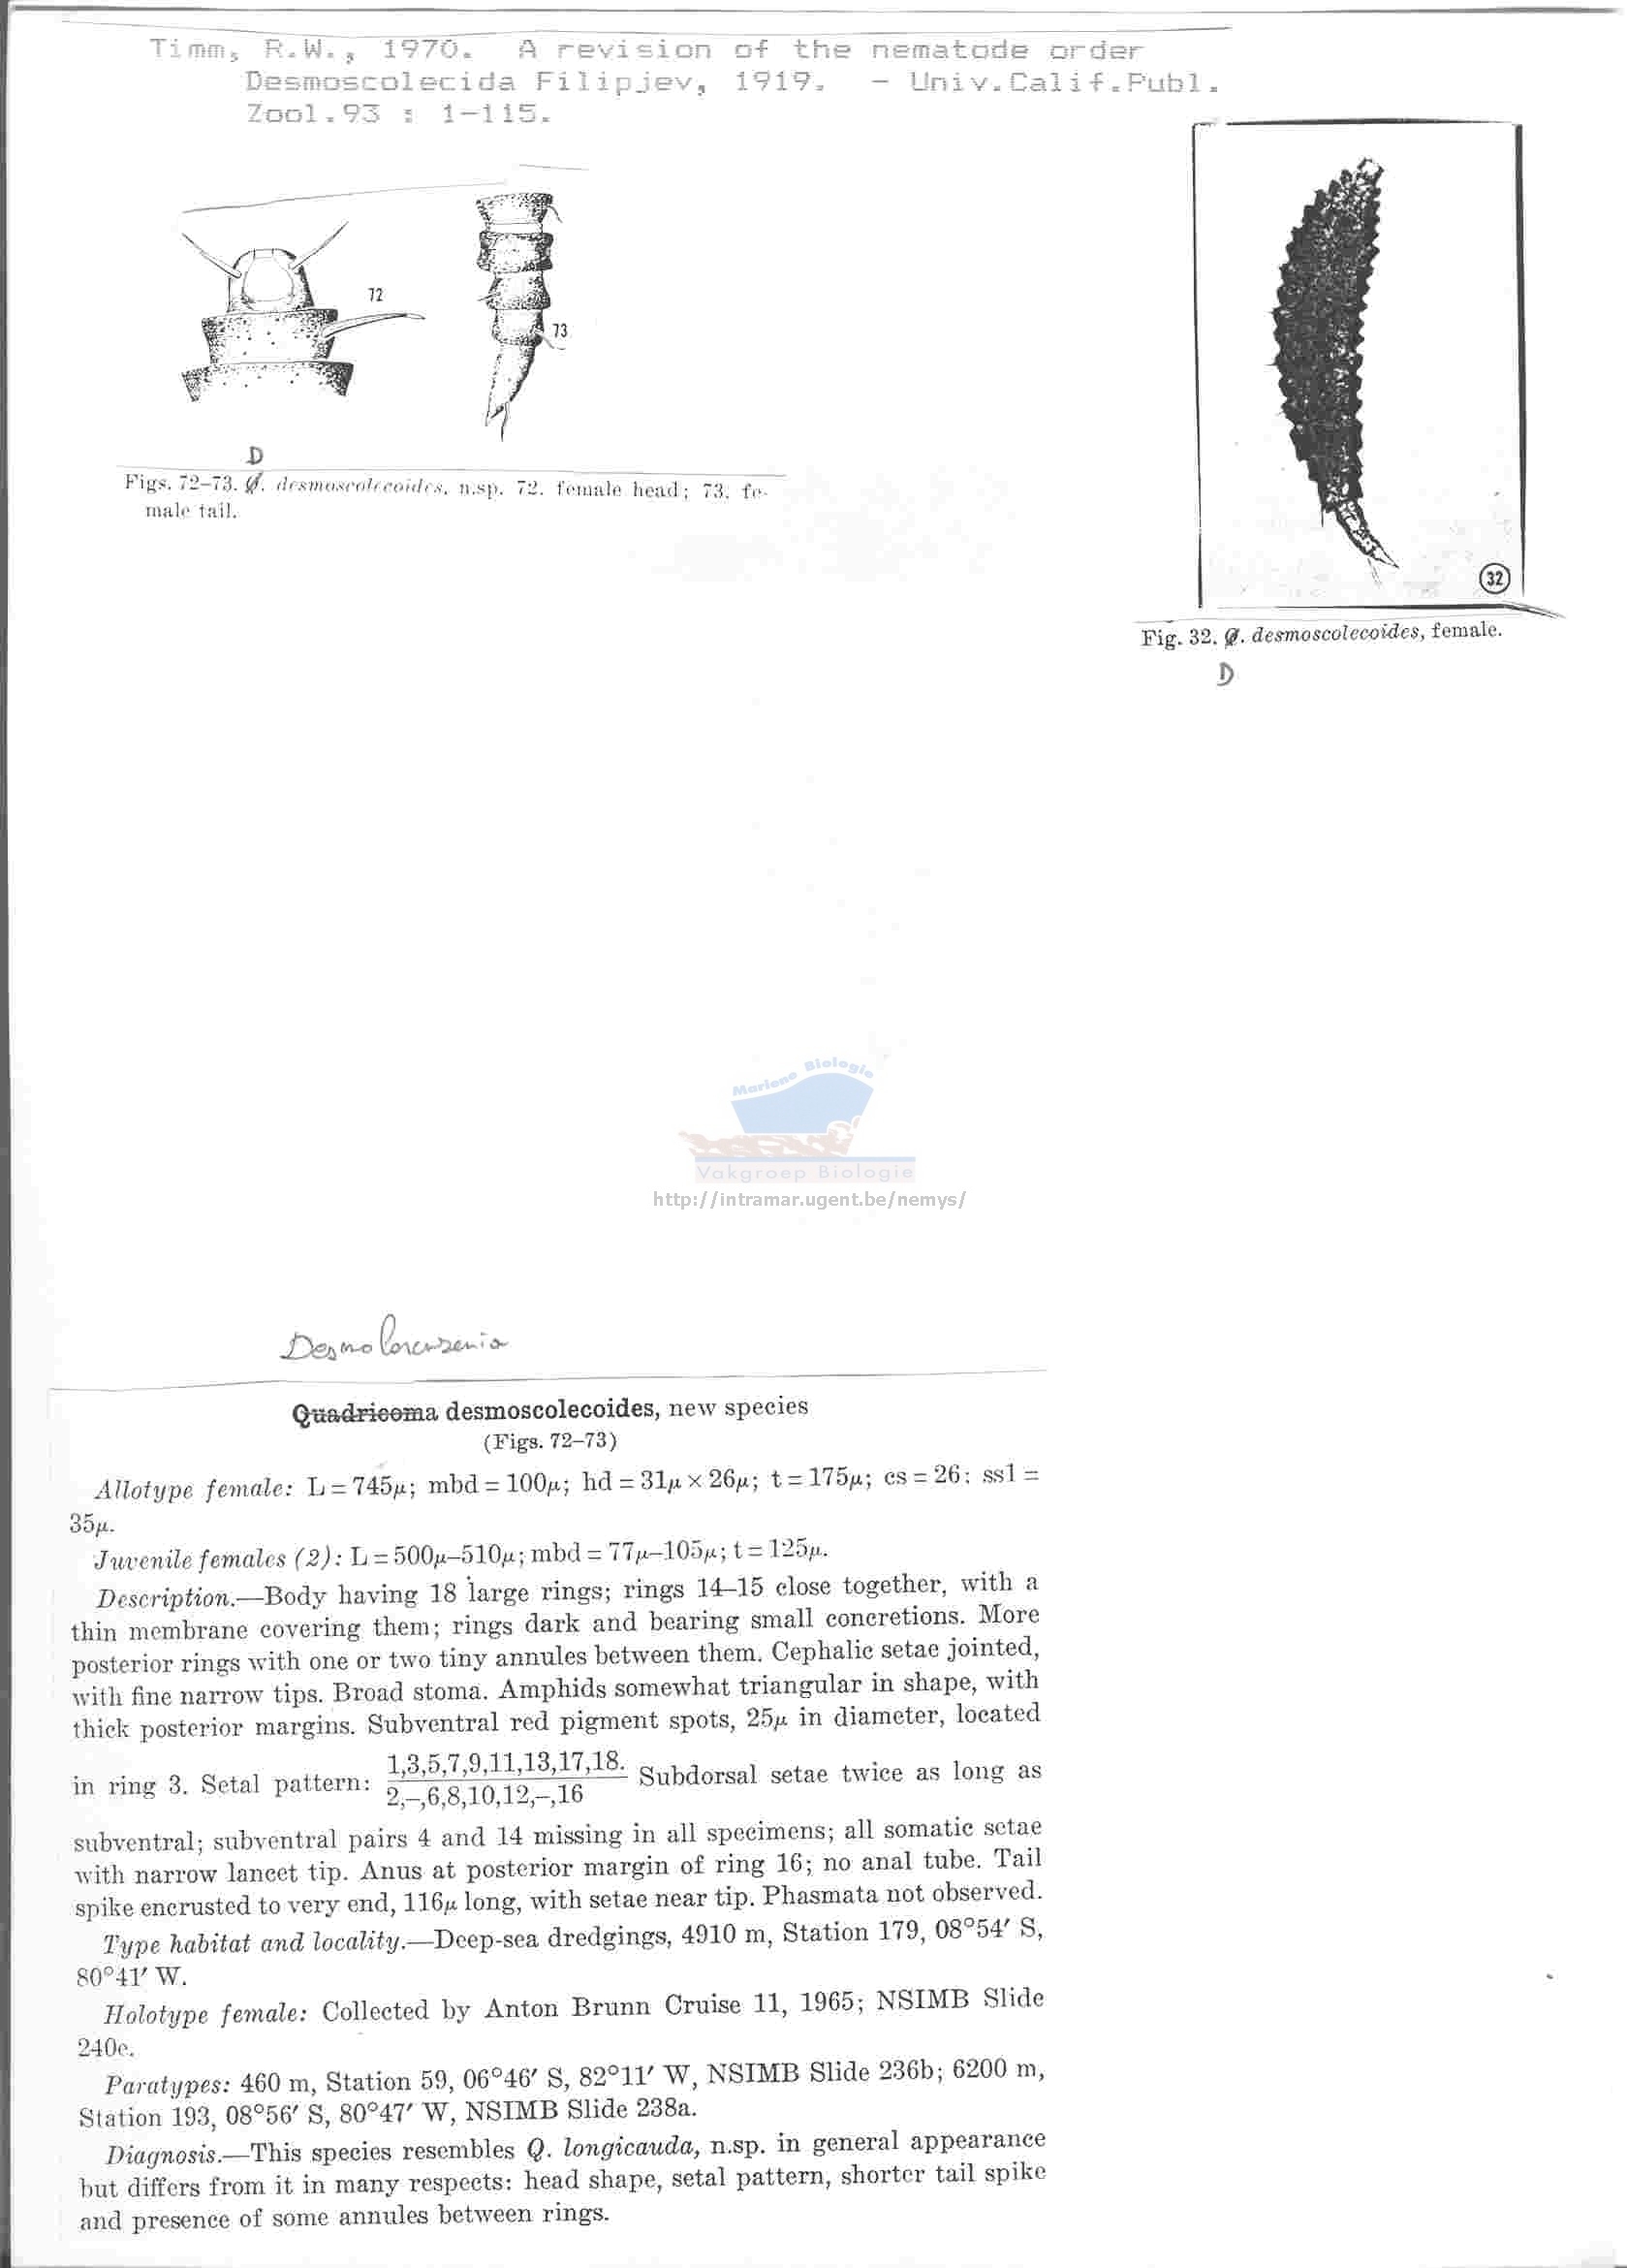 Timm, R.W., 1970. A revision of the nematode order
Desmoscolecida Filipjev, 1919. - Univ.Calif.Publ.
Zool.93 : 1-115.
72
73
D
Figs. 72–73. Q. desmoscolecoides, n.sp. 72. female head; 73. fe-
male tail.
32
Fig. 32. Q. desmoscolecoides, female.
D
Mariene Biologie
Vakgroep Biologie
http://intramar.ugent.be/nemys/
Desmolorenzenia
Quadricoma desmoscolecoides, new species
(Figs. 72–73)
Allotype female: L = 745μ; mbd = 100μ; hd = 31μ × 26μ; t = 175μ; cs = 26; ss1 =
35μ.
Juvenile females (2): L = 500μ–510μ; mbd = 77μ–105μ; t = 125μ.
Description.—Body having 18 large rings; rings 14–15 close together, with a
thin membrane covering them; rings dark and bearing small concretions. More
posterior rings with one or two tiny annules between them. Cephalic setae jointed,
with fine narrow tips. Broad stoma. Amphids somewhat triangular in shape, with
thick posterior margins. Subventral red pigment spots, 25μ in diameter, located
in ring 3. Setal pattern: 1,3,5,7,9,11,13,17,18. / 2,–,6,8,10,12,–,16 Subdorsal setae twice as long as
subventral; subventral pairs 4 and 14 missing in all specimens; all somatic setae
with narrow lancet tip. Anus at posterior margin of ring 16; no anal tube. Tail
spike encrusted to very end, 116μ long, with setae near tip. Phasmata not observed.
Type habitat and locality.—Deep-sea dredgings, 4910 m, Station 179, 08°54′ S,
80°41′ W.
Holotype female: Collected by Anton Brunn Cruise 11, 1965; NSIMB Slide
240e.
Paratypes: 460 m, Station 59, 06°46′ S, 82°11′ W, NSIMB Slide 236b; 6200 m,
Station 193, 08°56′ S, 80°47′ W, NSIMB Slide 238a.
Diagnosis.—This species resembles Q. longicauda, n.sp. in general appearance
but differs from it in many respects: head shape, setal pattern, shorter tail spike
and presence of some annules between rings.